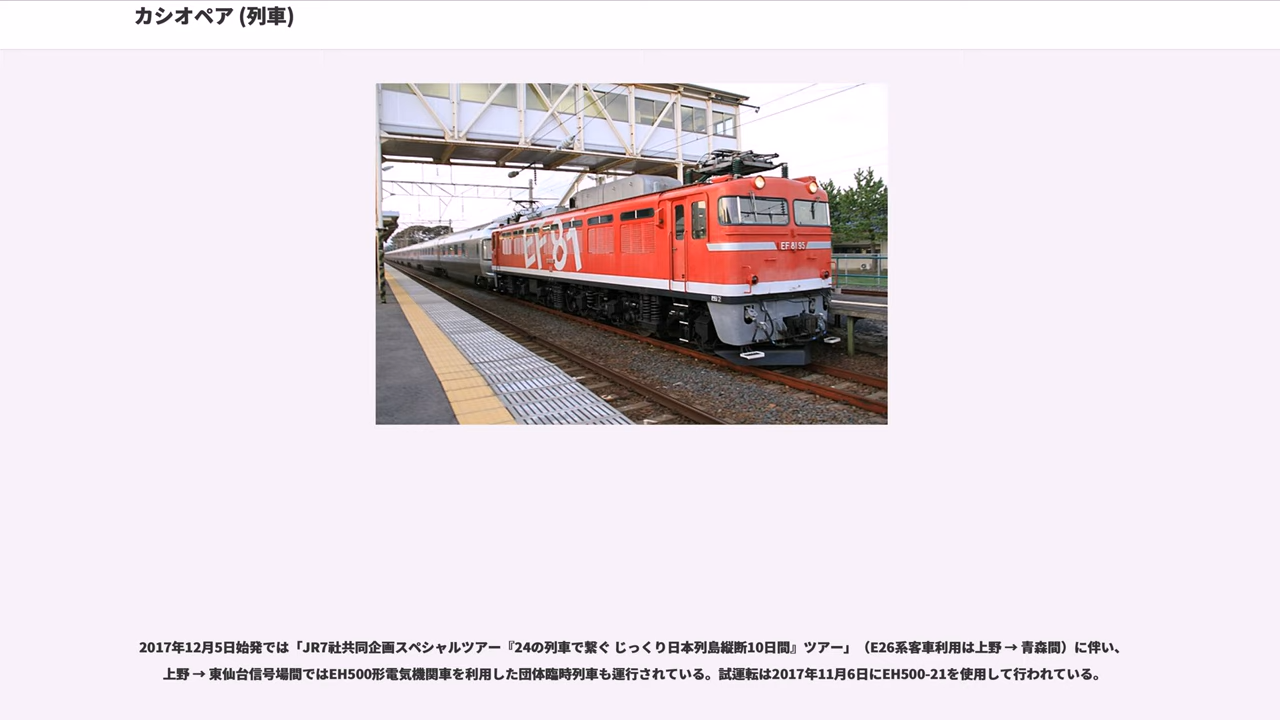 カシオペア (列車)
EF81
EF 81 95
2017年12月5日始発では「JR7社共同企画スペシャルツアー『24の列車で繋ぐ じっくり日本列島縦断10日間』ツアー」（E26系客車利用は上野 → 青森間）に伴い、
上野 → 東仙台信号場間ではEH500形電気機関車を利用した団体臨時列車も運行されている。試運転は2017年11月6日にEH500-21を使用して行われている。